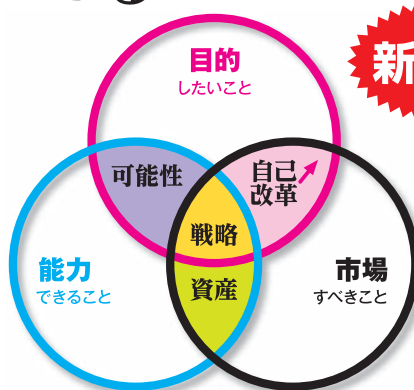 目的
したいこと
新
可能性
自己
改革
戦略
能力
できること
資産
市場
すべきこと